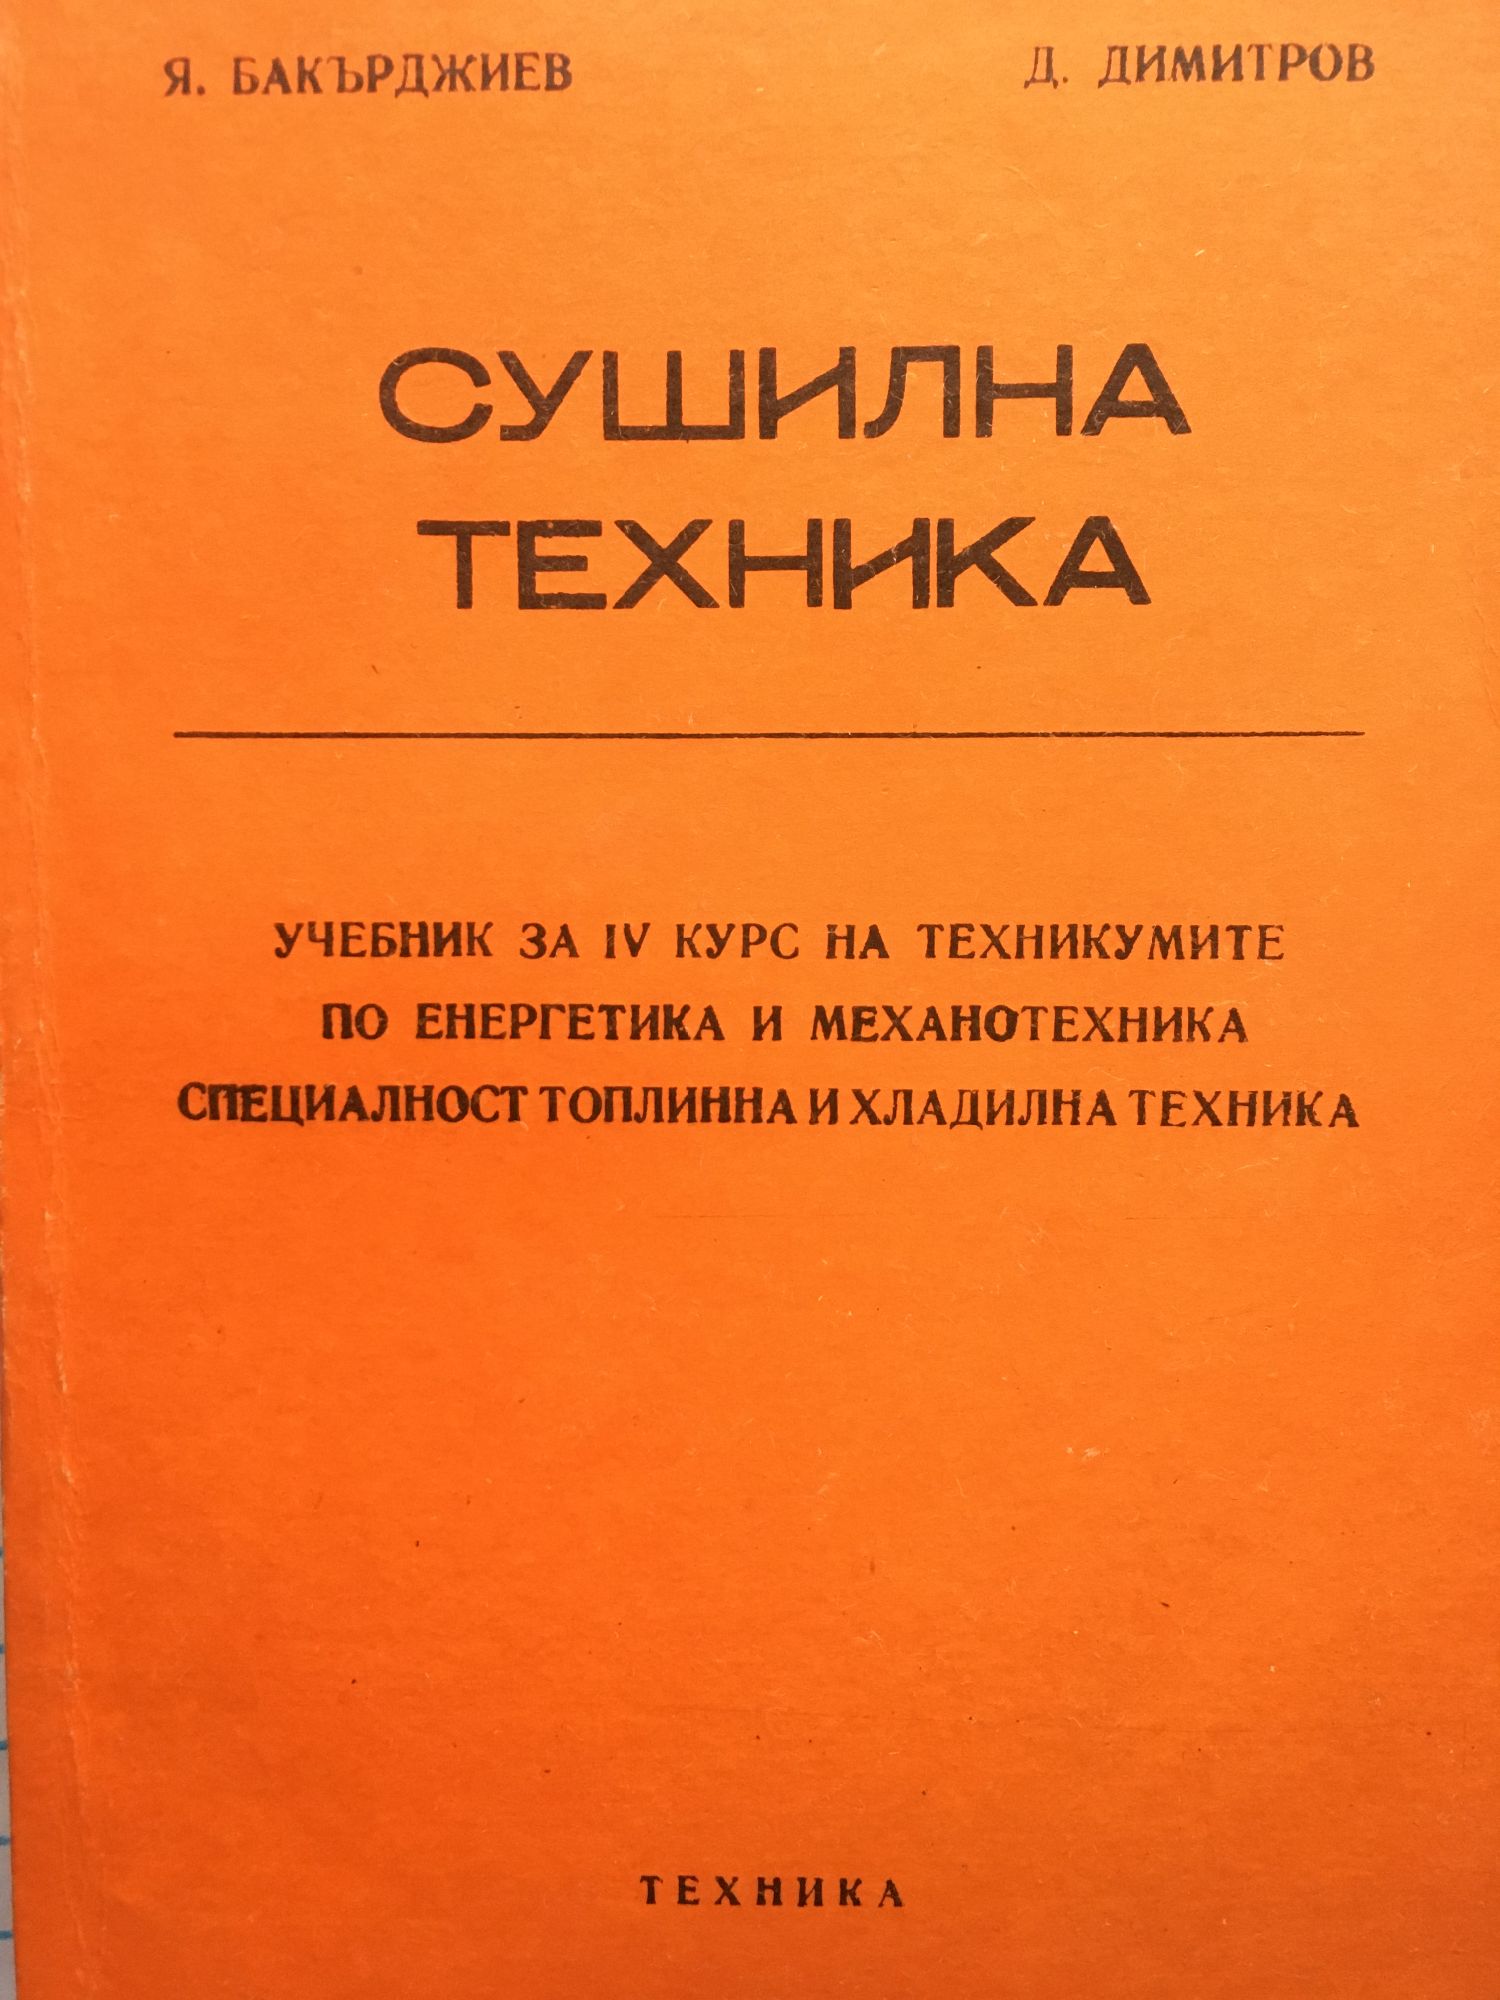 Я. БАКЪРДЖИЕВ
Д. ДИМИТРОВ
СУШИЛНА
ТЕХНИКА
УЧЕБНИК ЗА IV КУРС НА ТЕХНИКУМИТЕ
ПО ЕНЕРГЕТИКА И МЕХАНОТЕХНИКА
СПЕЦИАЛНОСТ ТОПЛИННА И ХЛАДИЛНА ТЕХНИКА
ТЕХНИКА